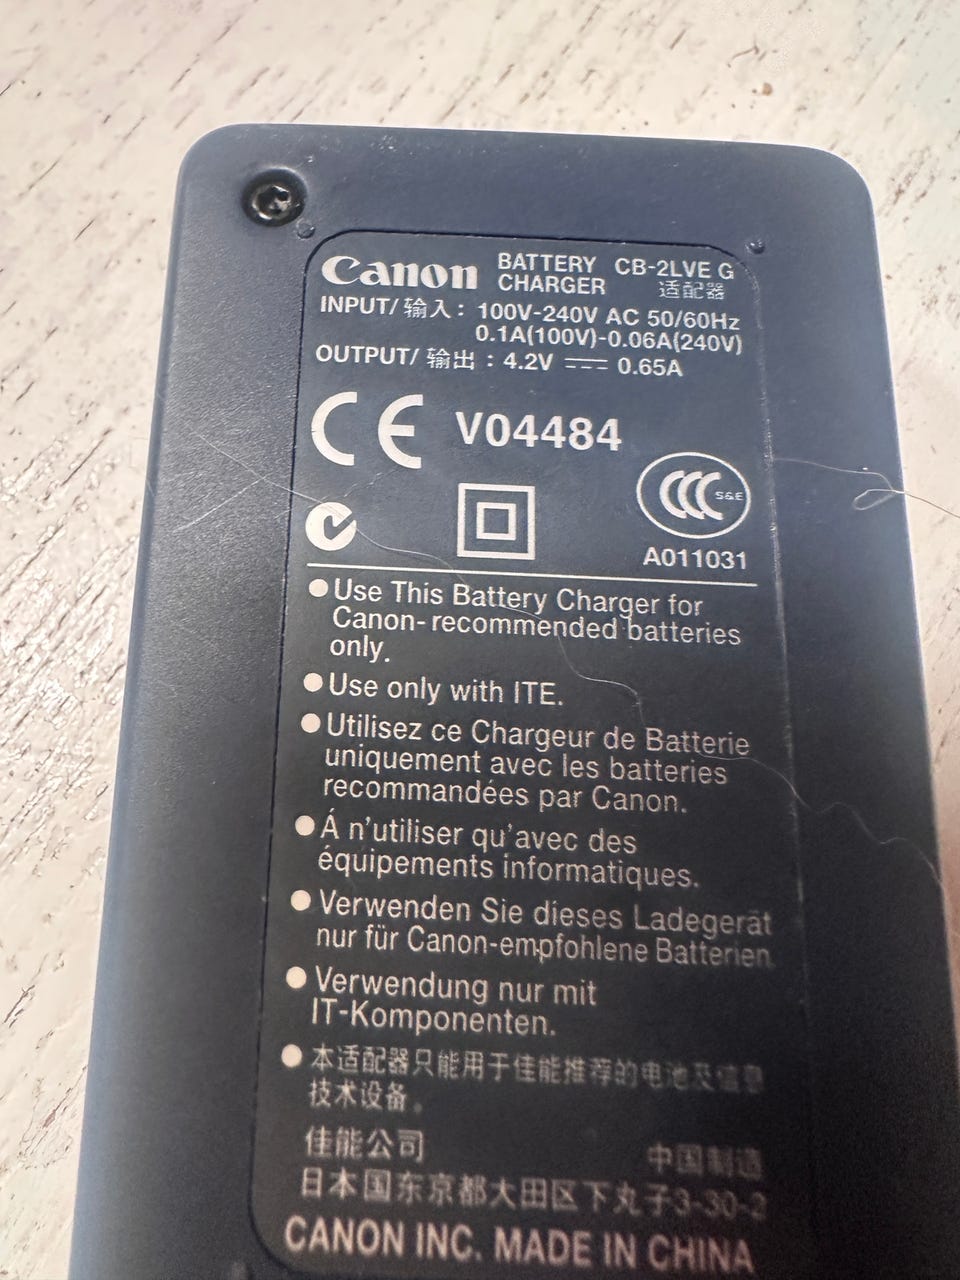 Canon BATTERY CHARGER CB-2LVE G
适配器
INPUT/输入: 100V-240V AC 50/60Hz
0.1A(100V)-0.06A(240V)
OUTPUT/输出: 4.2V ⎓ 0.65A
CE V04484
CCC S&E
A011031
●Use This Battery Charger for
Canon-recommended batteries
only.
●Use only with ITE.
●Utilisez ce Chargeur de Batterie
uniquement avec les batteries
recommandées par Canon.
●Á n'utiliser qu'avec des
équipements informatiques.
●Verwenden Sie dieses Ladegerät
nur für Canon-empfohlene Batterien.
●Verwendung nur mit
IT-Komponenten.
●本适配器只能用于佳能推荐的电池及信息
技术设备。
佳能公司 中国制造
日本国东京都大田区下丸子3-30-2
CANON INC. MADE IN CHINA